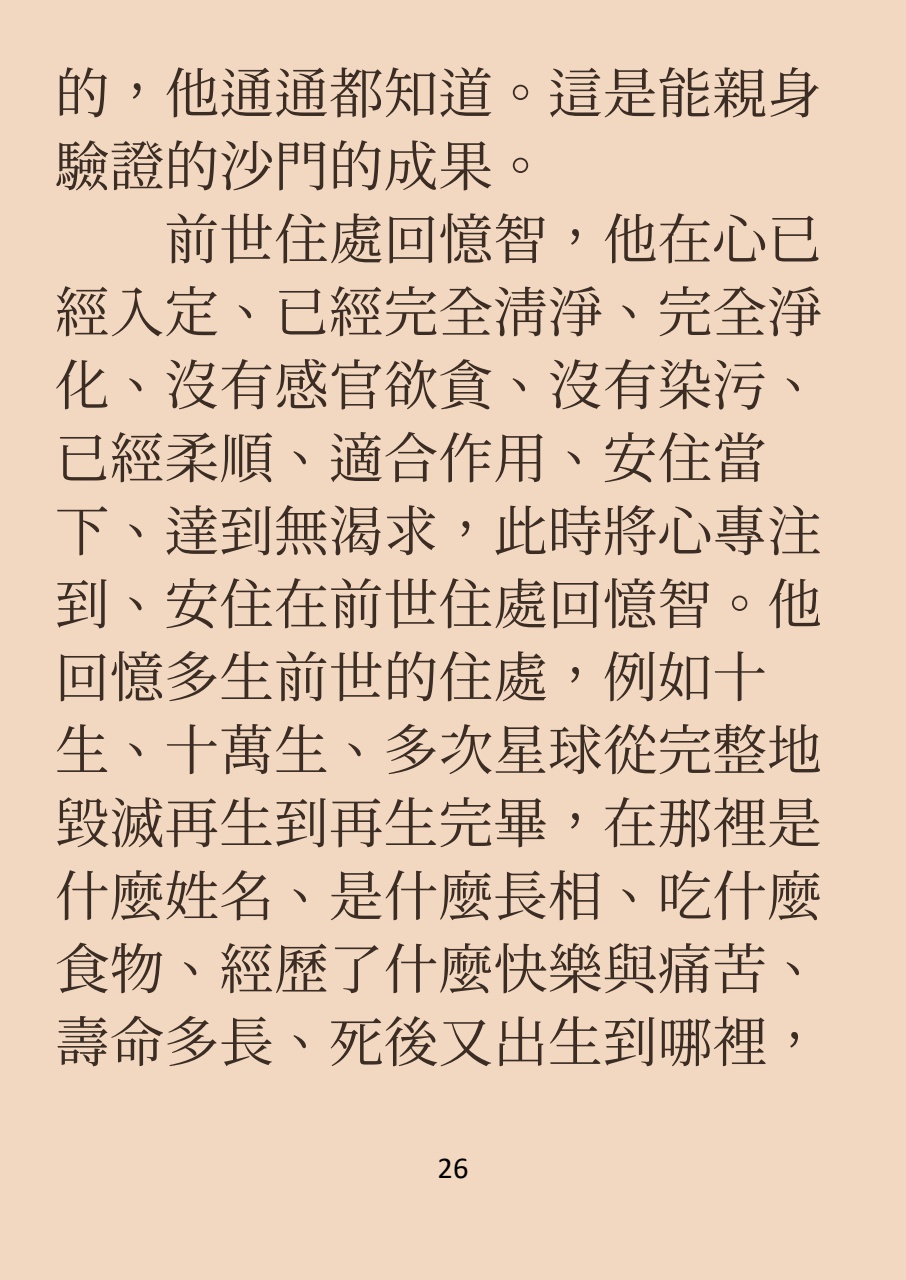 的，他通通都知道。這是能親身
驗證的沙門的成果。
前世住處回憶智，他在心已
經入定、已經完全清淨、完全淨
化、沒有感官欲貪、沒有染污、
已經柔順、適合作用、安住當
下、達到無渴求，此時將心專注
到、安住在前世住處回憶智。他
回憶多生前世的住處，例如十
生、十萬生、多次星球從完整地
毀滅再生到再生完畢，在那裡是
什麼姓名、是什麼長相、吃什麼
食物、經歷了什麼快樂與痛苦、
壽命多長、死後又出生到哪裡，
26